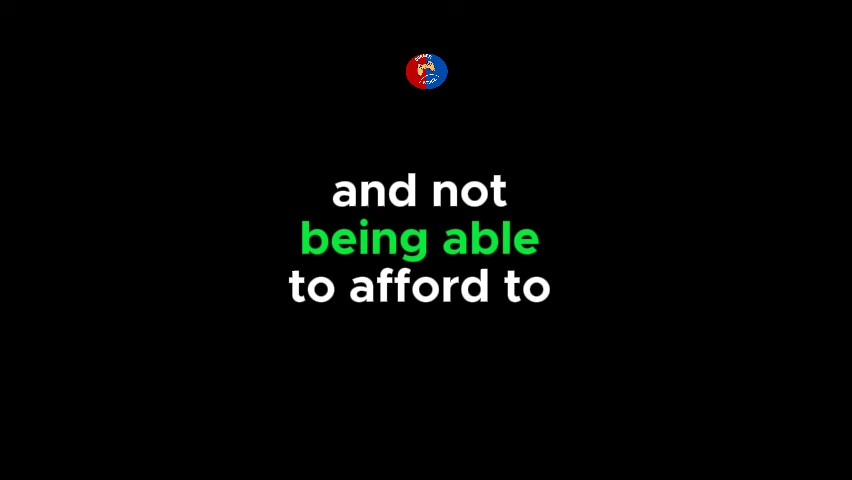 and not
being able
to afford to